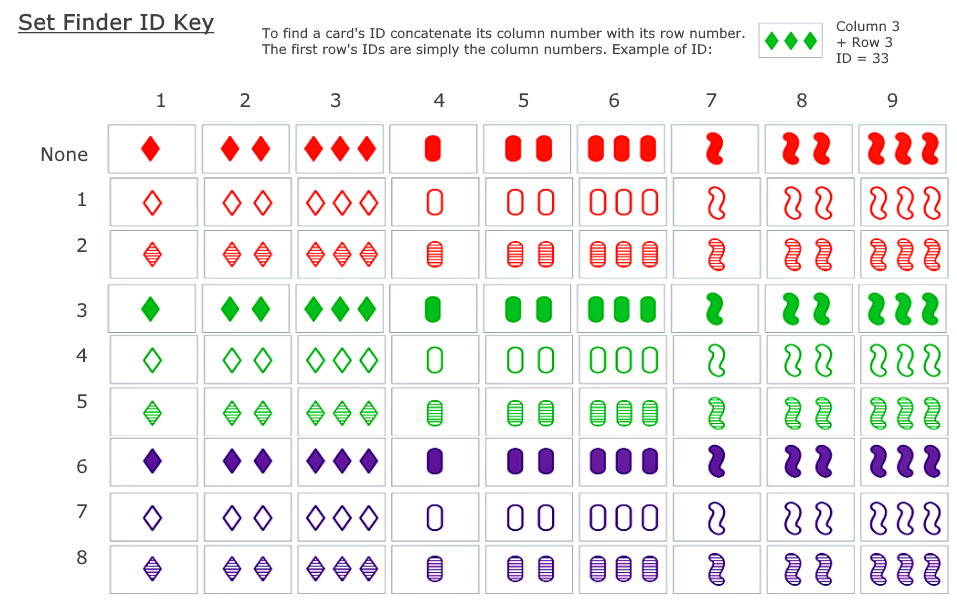 Set Finder ID Key
To find a card's ID concatenate its column number with its row number.
The first row's IDs are simply the column numbers. Example of ID:
Column 3
+ Row 3
ID = 33
1 2 3 4 5 6 7 8 9
None
1
2
3
4
5
6
7
8